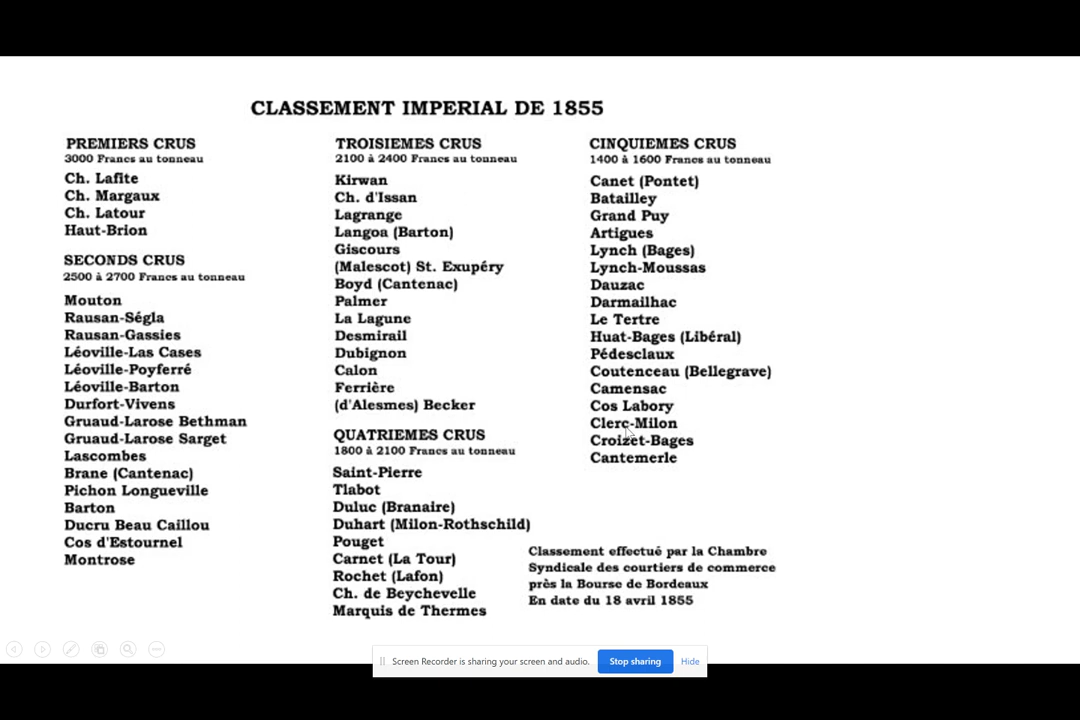 CLASSEMENT IMPERIAL DE 1855
PREMIERS CRUS
3000 Francs au tonneau
Ch. Lafite
Ch. Margaux
Ch. Latour
Haut-Brion
SECONDS CRUS
2500 à 2700 Francs au tonneau
Mouton
Rausan-Ségla
Rausan-Gassies
Léoville-Las Cases
Léoville-Poyferré
Léoville-Barton
Durfort-Vivens
Gruaud-Larose Bethman
Gruaud-Larose Sarget
Lascombes
Brane (Cantenac)
Pichon Longueville
Barton
Ducru Beau Caillou
Cos d'Estournel
Montrose
TROISIEMES CRUS
2100 à 2400 Francs au tonneau
Kirwan
Ch. d'Issan
Lagrange
Langoa (Barton)
Giscours
(Malescot) St. Exupéry
Boyd (Cantenac)
Palmer
La Lagune
Desmirail
Dubignon
Calon
Ferrière
(d'Alesmes) Becker
QUATRIEMES CRUS
1800 à 2100 Francs au tonneau
Saint-Pierre
Tlabot
Duluc (Branaire)
Duhart (Milon-Rothschild)
Pouget
Carnet (La Tour)
Rochet (Lafon)
Ch. de Beychevelle
Marquis de Thermes
CINQUIEMES CRUS
1400 à 1600 Francs au tonneau
Canet (Pontet)
Batailley
Grand Puy
Artigues
Lynch (Bages)
Lynch-Moussas
Dauzac
Darmailhac
Le Tertre
Huat-Bages (Libéral)
Pédesclaux
Coutenceau (Bellegrave)
Camensac
Cos Labory
Clerc-Milon
Croizet-Bages
Cantemerle
Classement effectué par la Chambre
Syndicale des courtiers de commerce
près la Bourse de Bordeaux
En date du 18 avril 1855
Screen Recorder is sharing your screen and audio.
Stop sharing
Hide